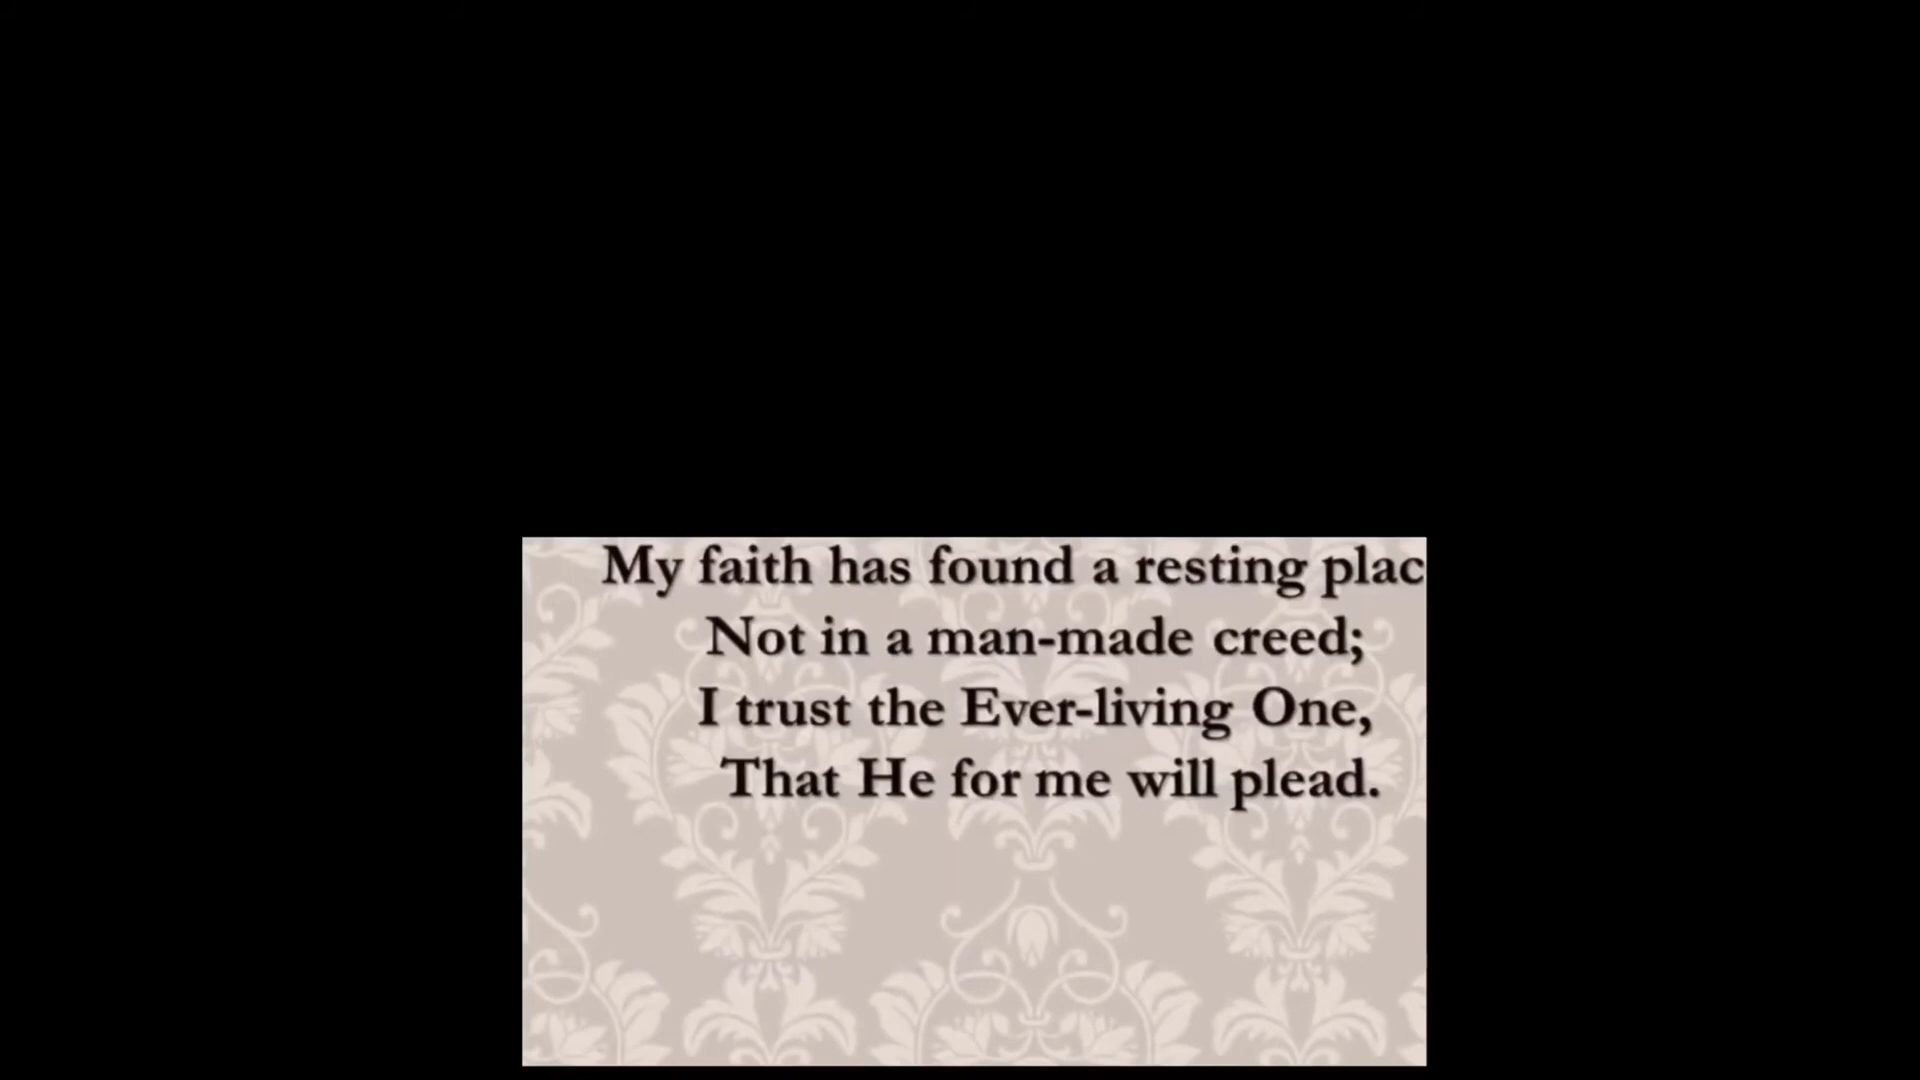 My faith has found a resting plac
Not in a man-made creed;
I trust the Ever-living One,
That He for me will plead.